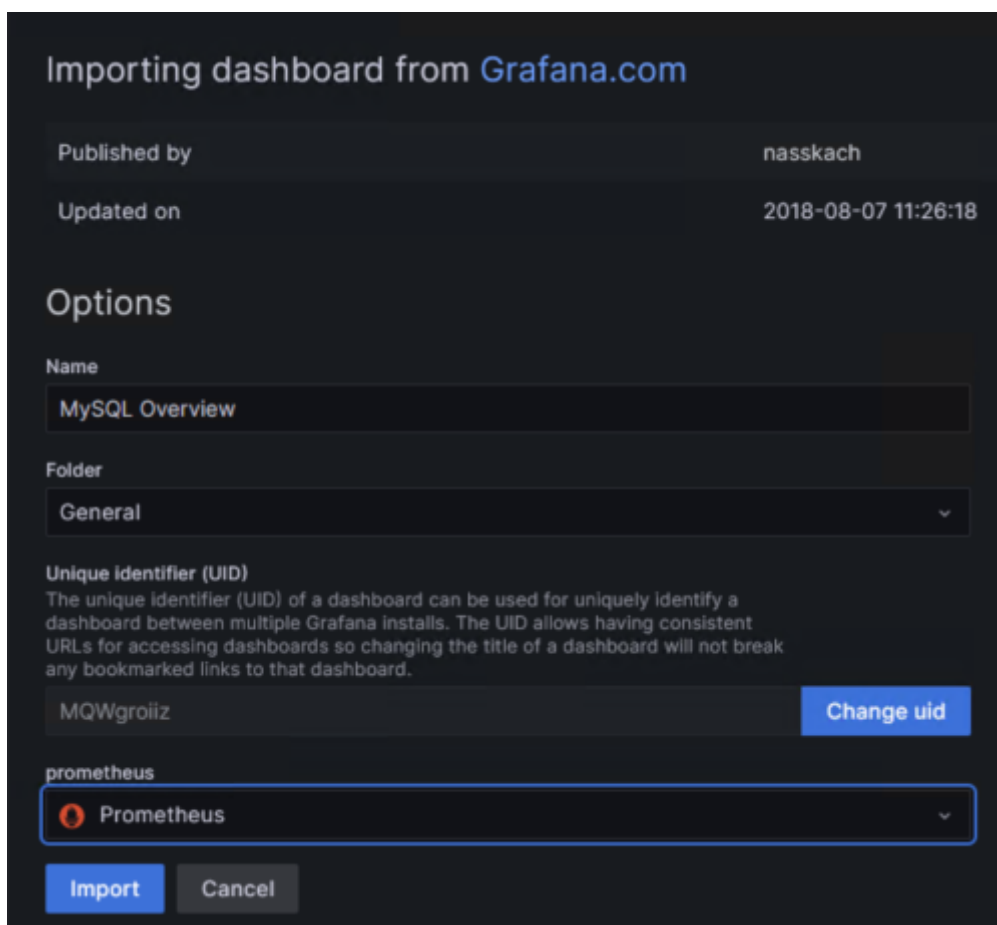 Importing dashboard from Grafana.com
Published by nasskach
Updated on 2018-08-07 11:26:18
Options
Name
MySQL Overview
Folder
General
Unique identifier (UID)
The unique identifier (UID) of a dashboard can be used for uniquely identify a
dashboard between multiple Grafana installs. The UID allows having consistent
URLs for accessing dashboards so changing the title of a dashboard will not break
any bookmarked links to that dashboard.
MQWgroiiz Change uid
prometheus
Prometheus
Import Cancel